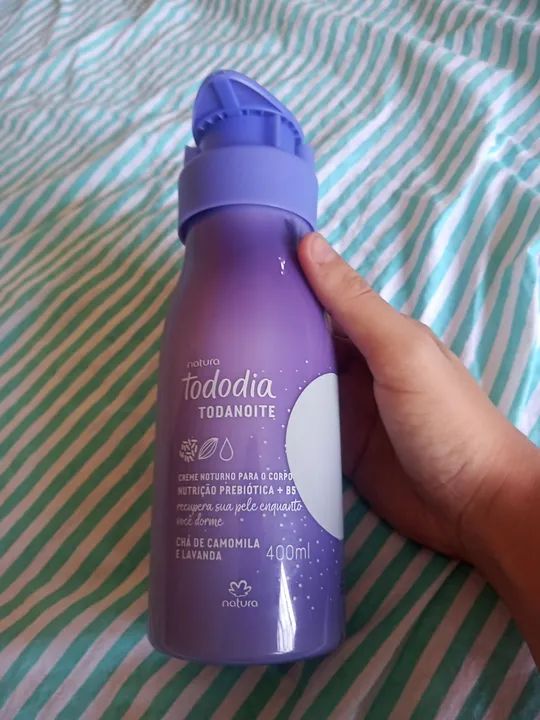 natura
tododia
TODANOITE
CREME NOTURNO PARA O CORPO
NUTRIÇÃO PREBIÓTICA + B5
recupera sua pele enquanto
você dorme
CHÁ DE CAMOMILA
E LAVANDA 400ml
natura